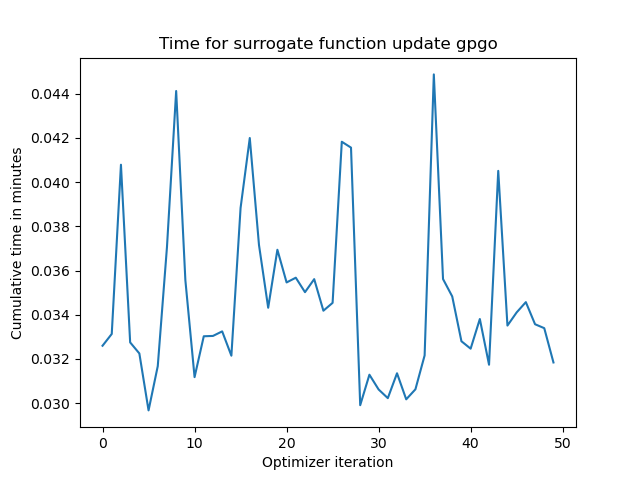 Time for surrogate function update gpgo
Cumulative time in minutes
0.044
0.042
0.040
0.038
0.036
0.034
0.032
0.030
0 10 20 30 40 50
Optimizer iteration